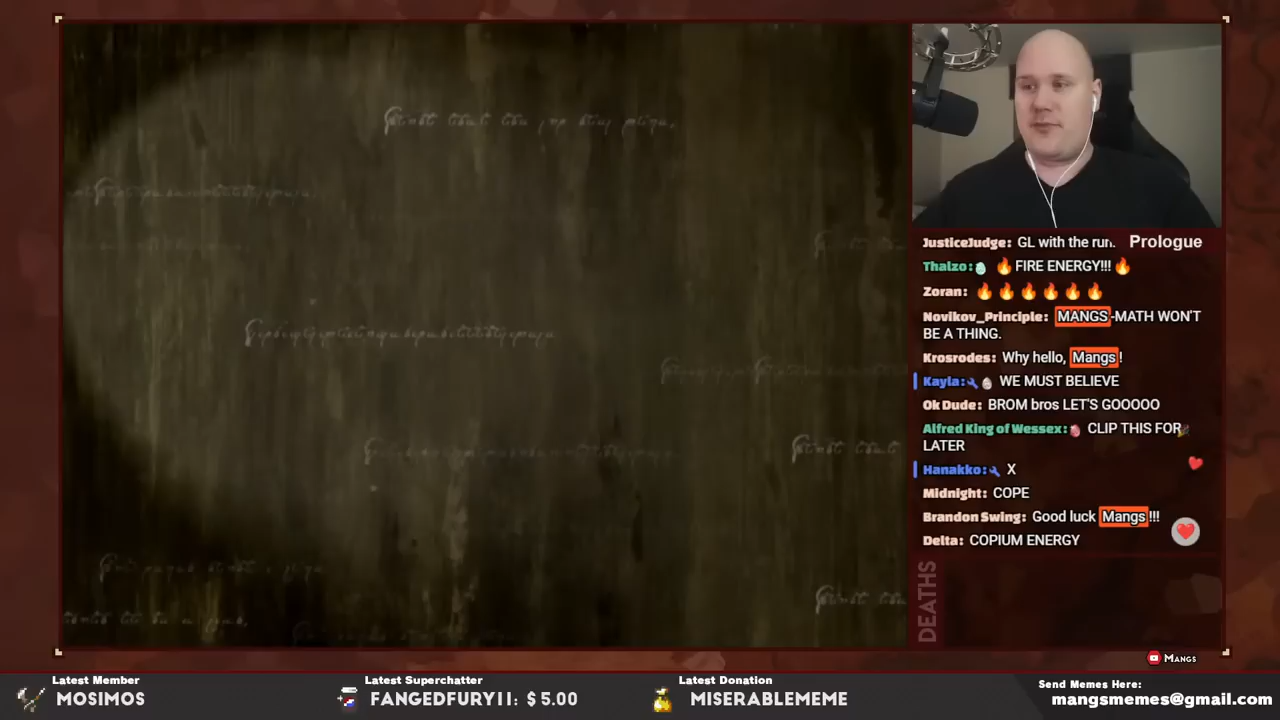 JusticeJudge: GL with the run.
Prologue
Thalzo: 🔥 FIRE ENERGY!!! 🔥
Zoran: 🔥 🔥 🔥 🔥 🔥 🔥
Novikov_Principle: MANGS-MATH WON'T
BE A THING.
Krosrodes: Why hello, Mangs!
Kayla: WE MUST BELIEVE
Ok Dude: BROM bros LET'S GOOOOO
Alfred King of Wessex: CLIP THIS FOR
LATER
Hanakko: X
Midnight: COPE
Brandon Swing: Good luck Mangs!!!
Delta: COPIUM ENERGY
DEATHS
MANGS
Latest Member
MOSIMOS
Latest Superchatter
FANGEDFURY11: $5.00
Latest Donation
MISERABLEMEME
Send Memes Here:
mangsmemes@gmail.com